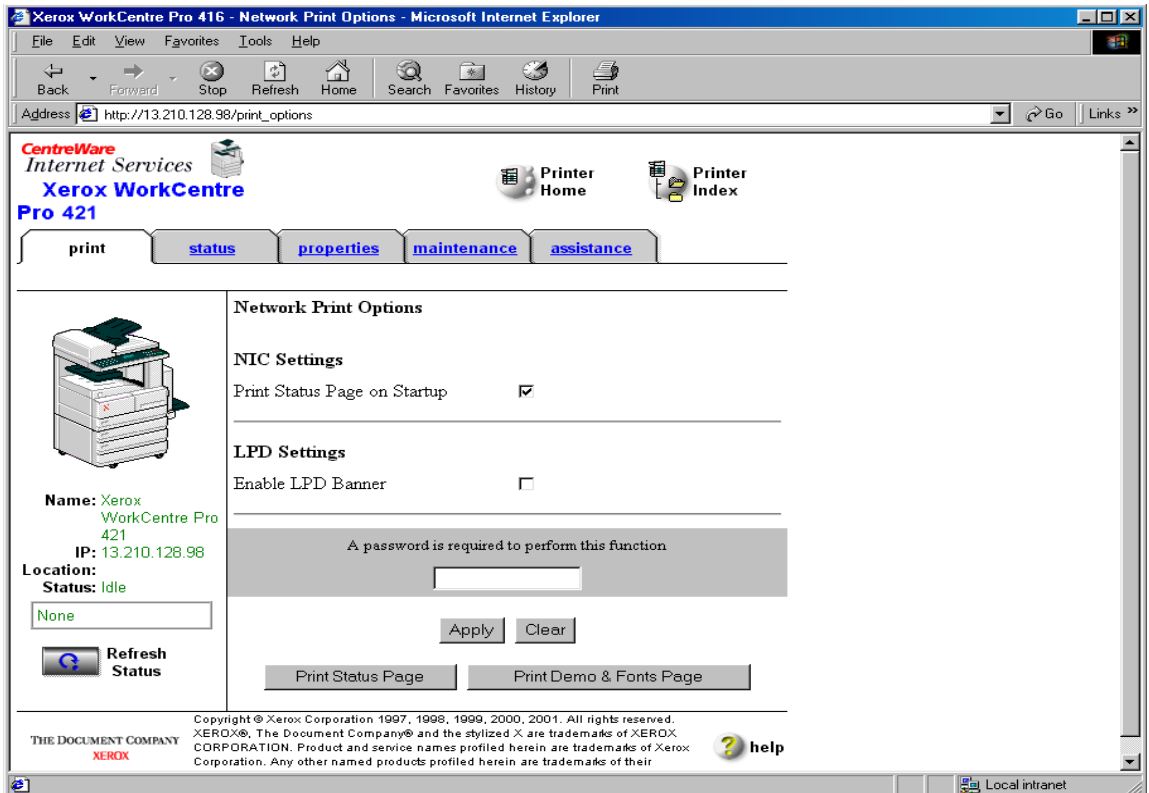 Xerox WorkCentre Pro 416 - Network Print Options - Microsoft Internet Explorer
File Edit View Favorites Tools Help
Back Forward Stop Refresh Home Search Favorites History Print
Address http://13.210.128.98/print_options Go Links »
CentreWare
Internet Services
Xerox WorkCentre
Pro 421
Printer
Home
Printer
Index
print status properties maintenance assistance
Network Print Options
NIC Settings
Print Status Page on Startup
LPD Settings
Enable LPD Banner
Name: Xerox
WorkCentre Pro
421
IP: 13.210.128.98
Location:
Status: Idle
None
Refresh
Status
A password is required to perform this function
Apply Clear
Print Status Page Print Demo & Fonts Page
THE DOCUMENT COMPANY
XEROX
Copyright © Xerox Corporation 1997, 1998, 1999, 2000, 2001. All rights reserved.
XEROX®, The Document Company® and the stylized X are trademarks of XEROX
CORPORATION. Product and service names profiled herein are trademarks of Xerox
Corporation. Any other named products profiled herein are trademarks of their
help
Local intranet